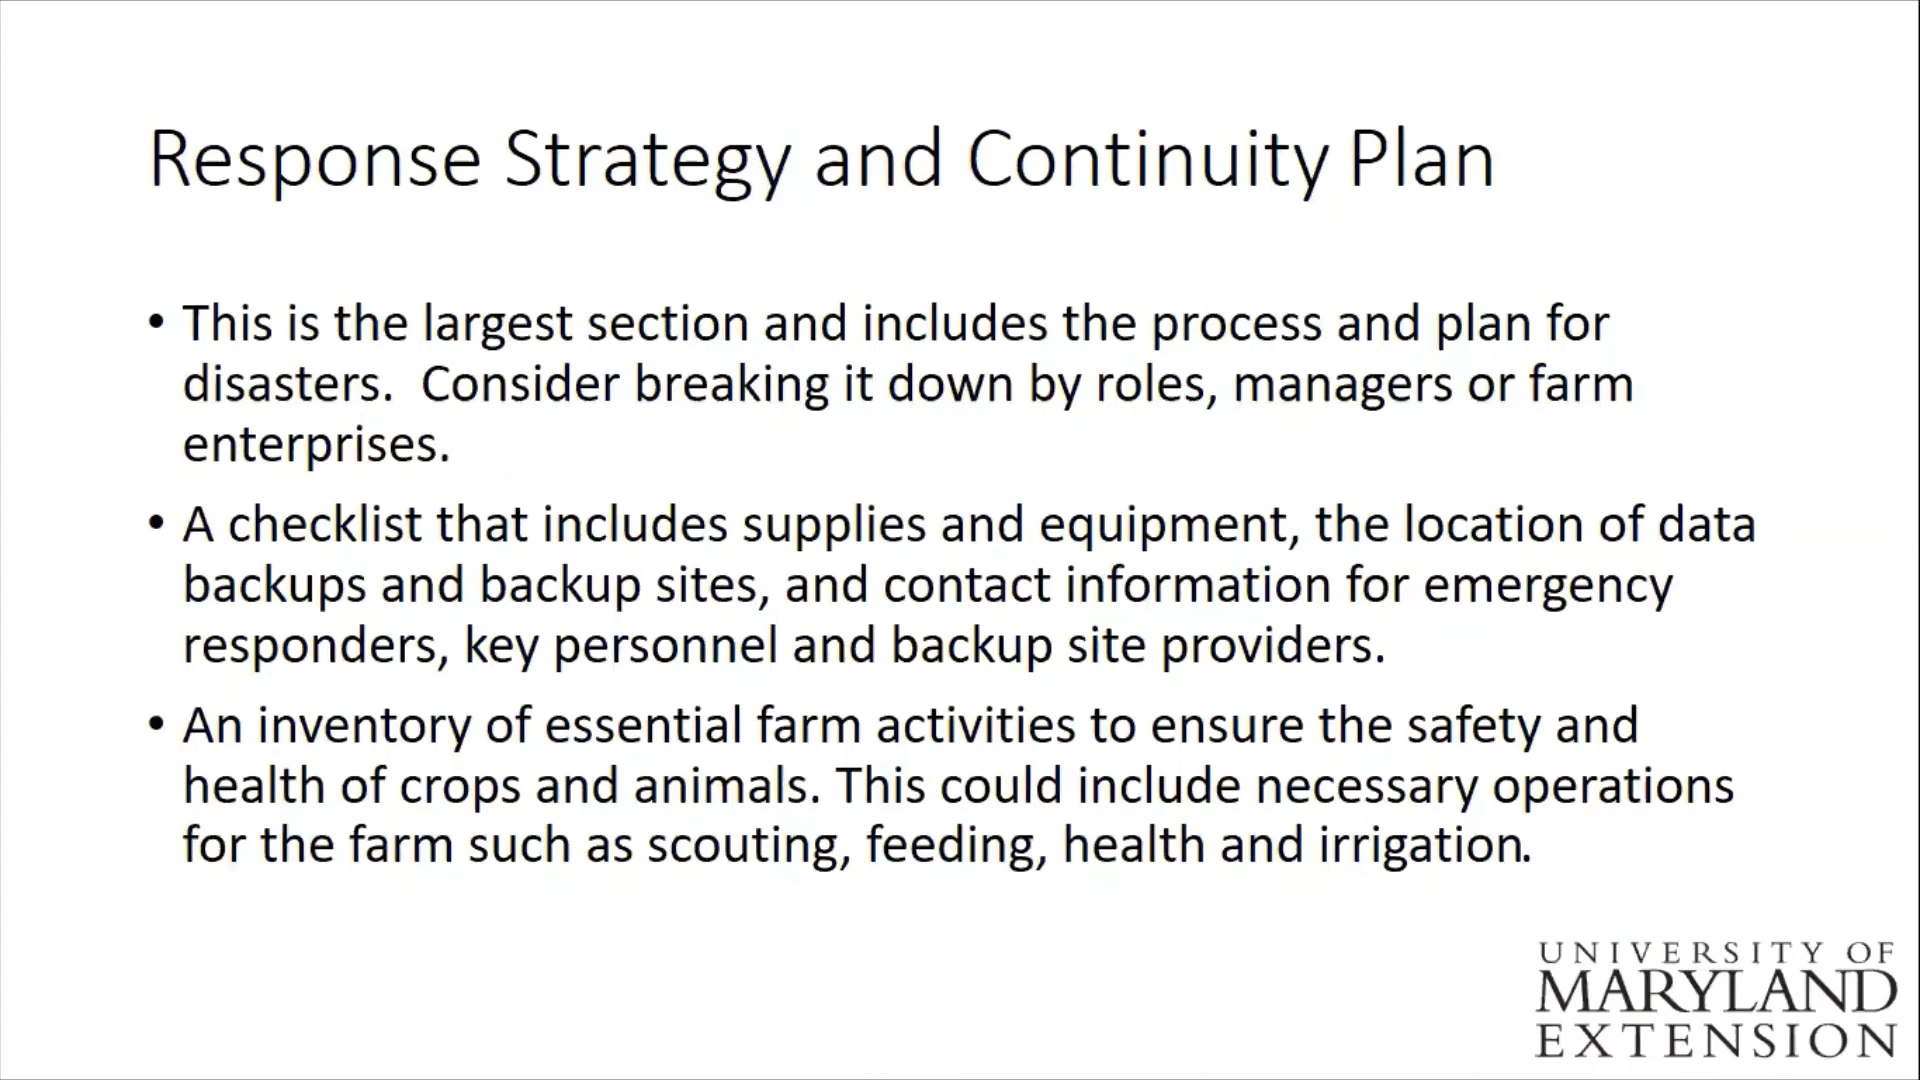 Response Strategy and Continuity Plan
• This is the largest section and includes the process and plan for
disasters.  Consider breaking it down by roles, managers or farm
enterprises.
• A checklist that includes supplies and equipment, the location of data
backups and backup sites, and contact information for emergency
responders, key personnel and backup site providers.
• An inventory of essential farm activities to ensure the safety and
health of crops and animals. This could include necessary operations
for the farm such as scouting, feeding, health and irrigation.
UNIVERSITY OF
MARYLAND
EXTENSION